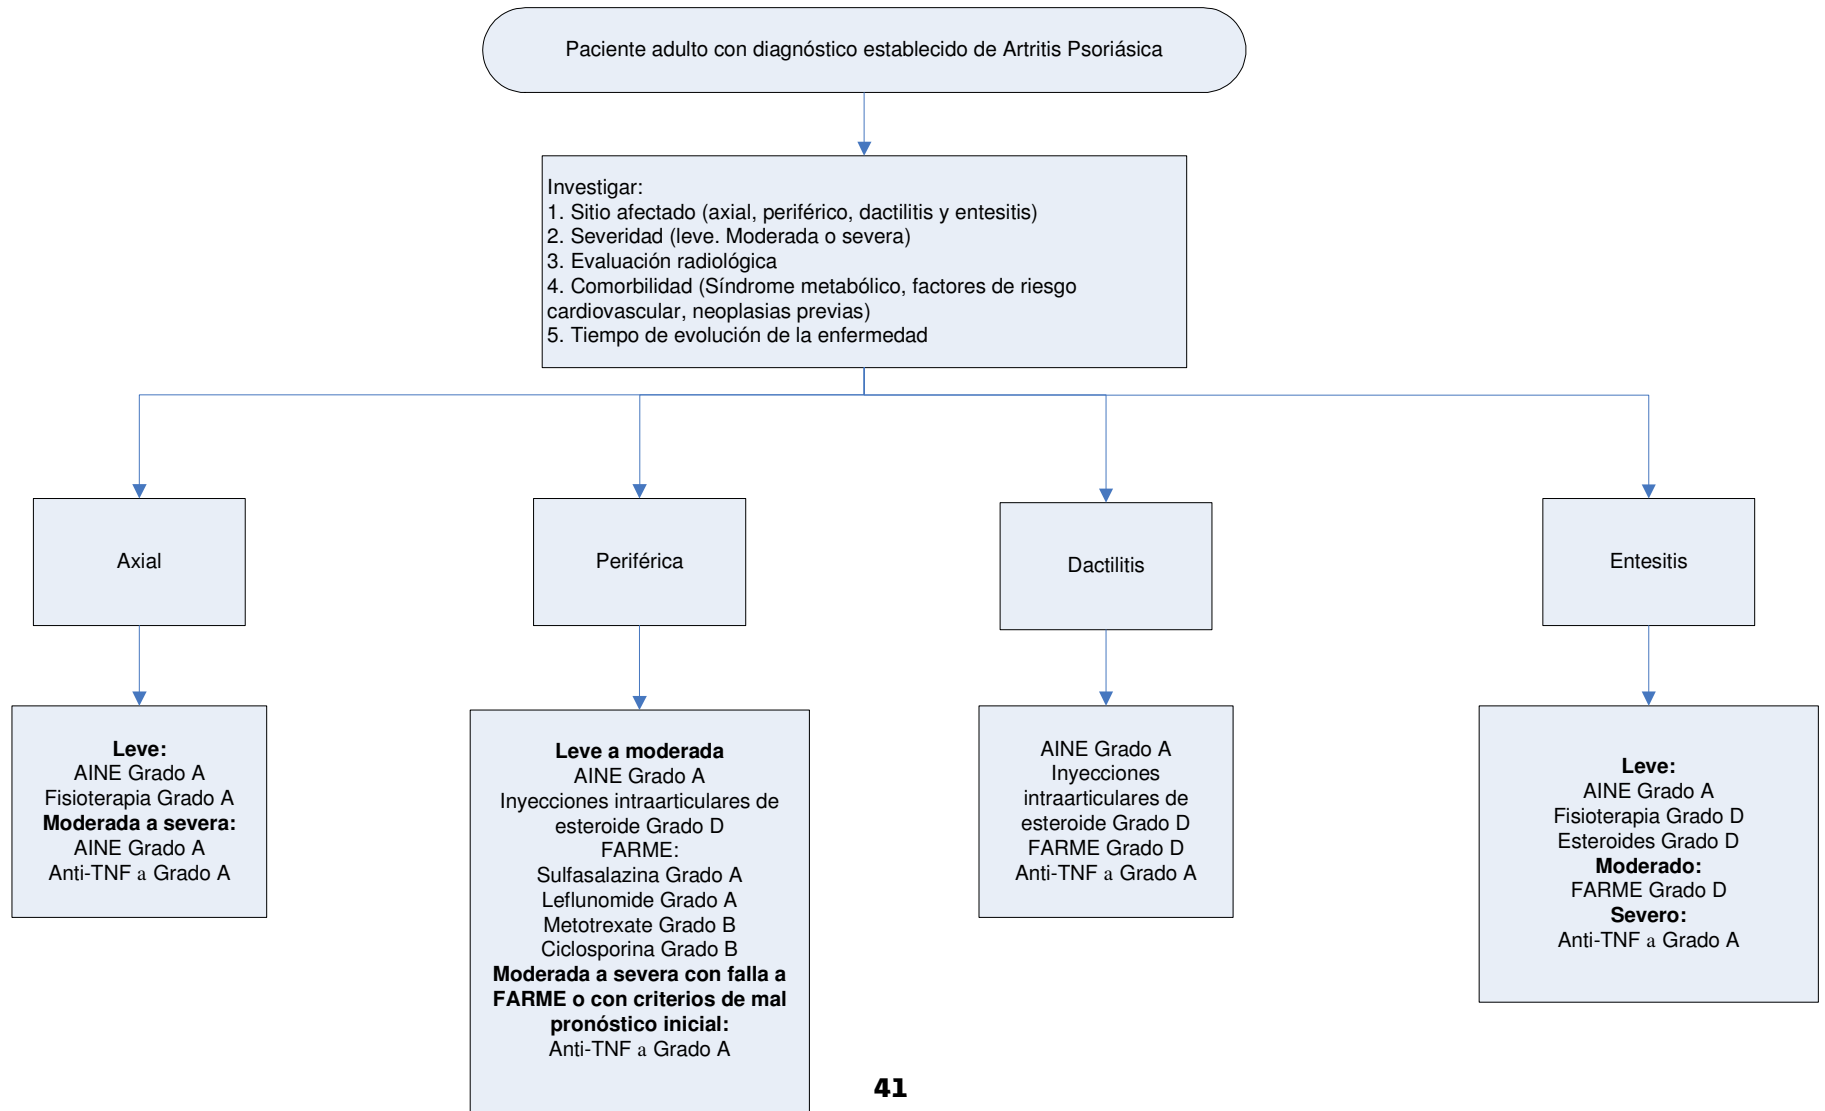 Paciente adulto con diagnóstico establecido de Artritis Psoriásica
Investigar:
1. Sitio afectado (axial, periférico, dactilitis y entesitis)
2. Severidad (leve. Moderada o severa)
3. Evaluación radiológica
4. Comorbilidad (Síndrome metabólico, factores de riesgo
cardiovascular, neoplasias previas)
5. Tiempo de evolución de la enfermedad
Axial
Periférica
Dactilitis
Entesitis
Leve:
AINE Grado A
Fisioterapia Grado A
Moderada a severa:
AINE Grado A
Anti-TNF a Grado A
Leve a moderada
AINE Grado A
Inyecciones intraarticulares de
esteroide Grado D
FARME:
Sulfasalazina Grado A
Leflunomide Grado A
Metotrexate Grado B
Ciclosporina Grado B
Moderada a severa con falla a
FARME o con criterios de mal
pronóstico inicial:
Anti-TNF a Grado A
AINE Grado A
Inyecciones
intraarticulares de
esteroide Grado D
FARME Grado D
Anti-TNF a Grado A
Leve:
AINE Grado A
Fisioterapia Grado D
Esteroides Grado D
Moderado:
FARME Grado D
Severo:
Anti-TNF a Grado A
41